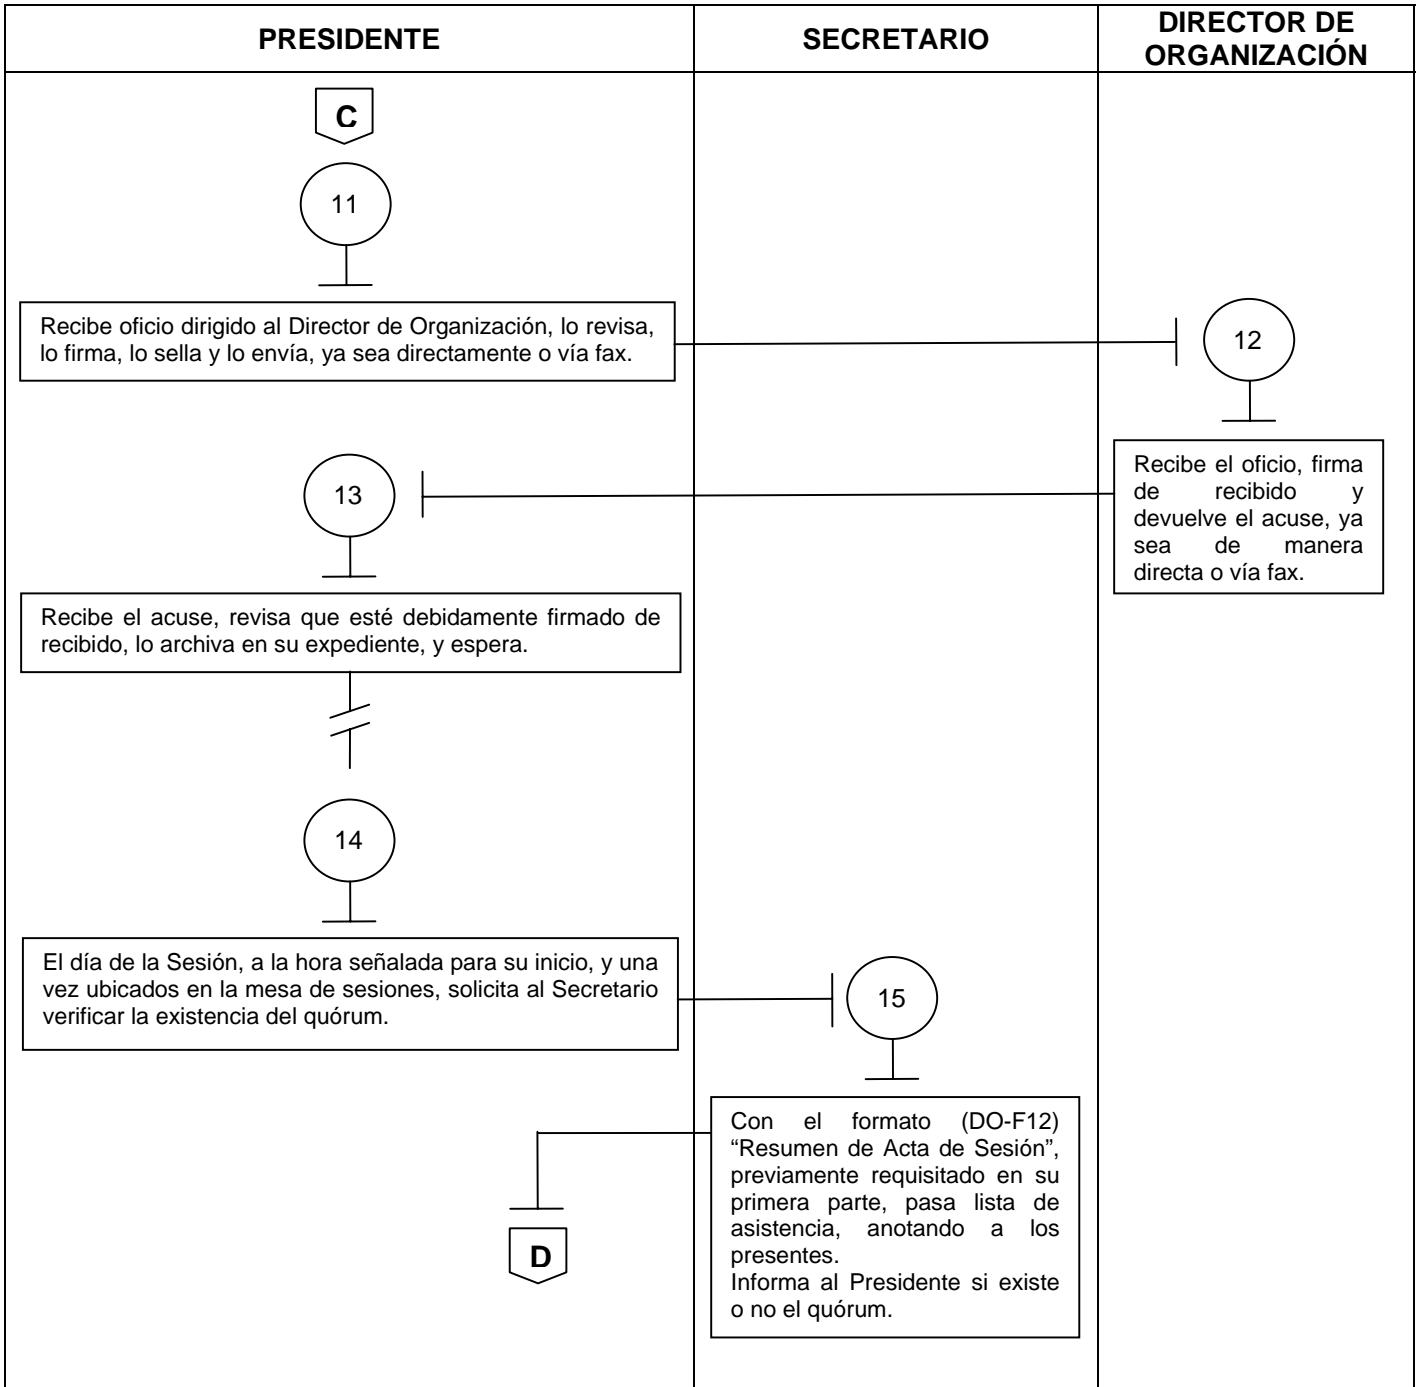 PRESIDENTE
SECRETARIO
DIRECTOR DE
ORGANIZACIÓN
C
11
Recibe oficio dirigido al Director de Organización, lo revisa,
lo firma, lo sella y lo envía, ya sea directamente o vía fax.
12
Recibe el oficio, firma
de recibido y
devuelve el acuse, ya
sea de manera
directa o vía fax.
13
Recibe el acuse, revisa que esté debidamente firmado de
recibido, lo archiva en su expediente, y espera.
14
El día de la Sesión, a la hora señalada para su inicio, y una
vez ubicados en la mesa de sesiones, solicita al Secretario
verificar la existencia del quórum.
15
Con el formato (DO-F12)
“Resumen de Acta de Sesión”,
previamente requisitado en su
primera parte, pasa lista de
asistencia, anotando a los
presentes.
Informa al Presidente si existe
o no el quórum.
D